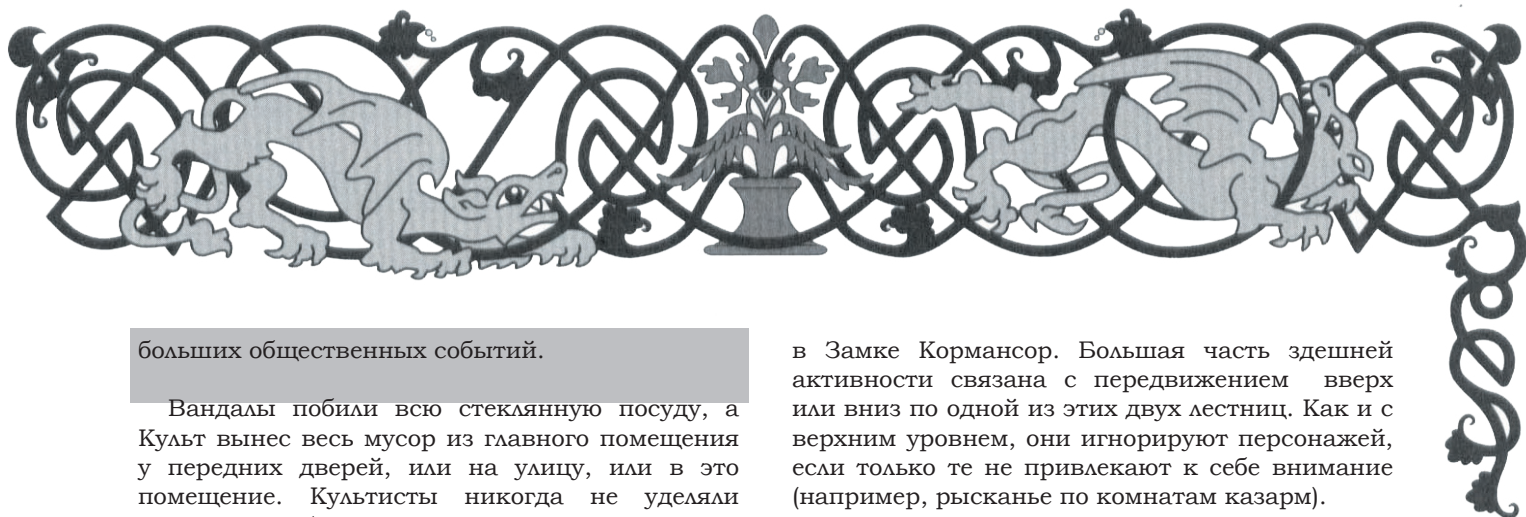 больших общественных событий.
Вандалы побили всю стеклянную посуду, а
Культ вынес весь мусор из главного помещения
у передних дверей, или на улицу, или в это
помещение. Культисты никогда не уделяли
в Замке Кормансор. Большая часть здешней
активности связана с передвижением вверх
или вниз по одной из этих двух лестниц. Как и с
верхним уровнем, они игнорируют персонажей,
если только те не привлекают к себе внимание
(например, рысканье по комнатам казарм).